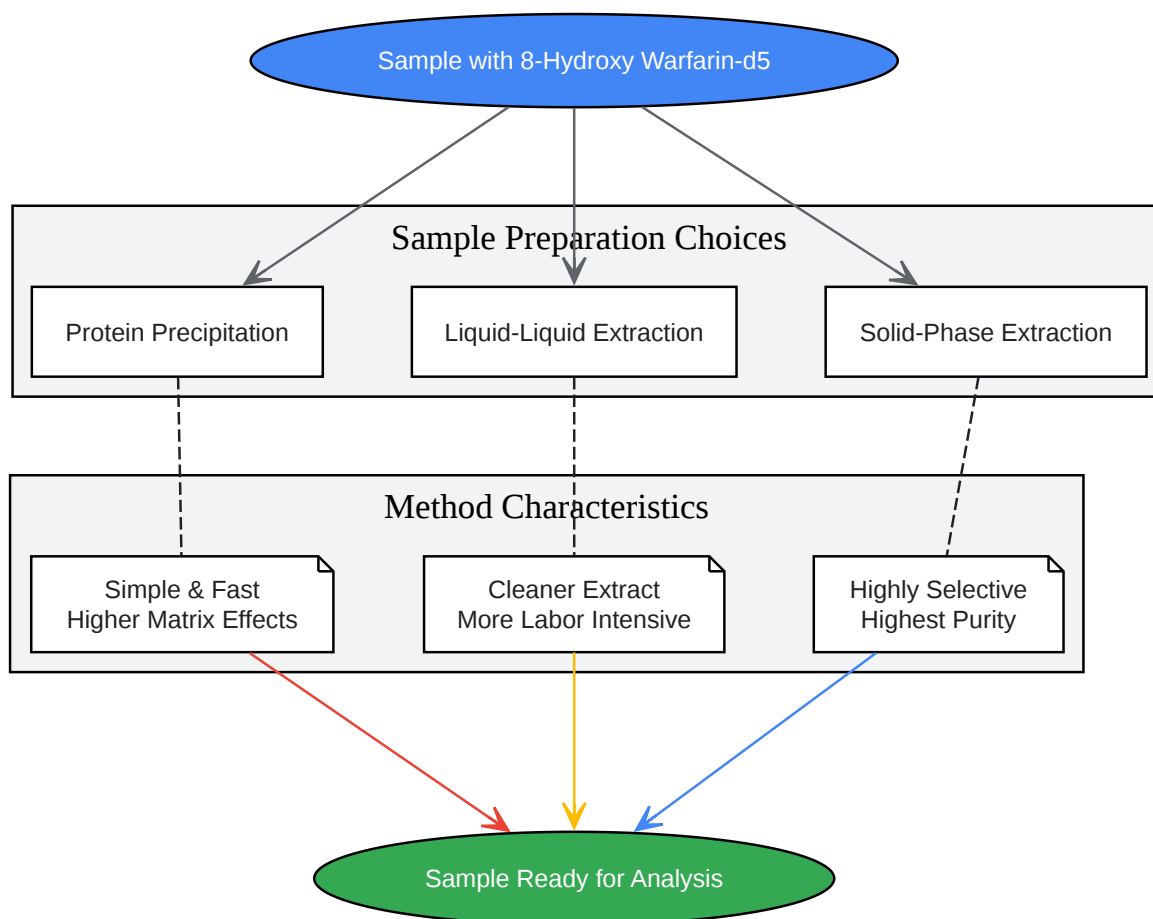 Sample with 8-Hydroxy Warfarin-d5
Sample Preparation Choices
Protein Precipitation
Liquid-Liquid Extraction
Solid-Phase Extraction
Method Characteristics
Simple & Fast
Higher Matrix Effects
Cleaner Extract
More Labor Intensive
Highly Selective
Highest Purity
Sample Ready for Analysis